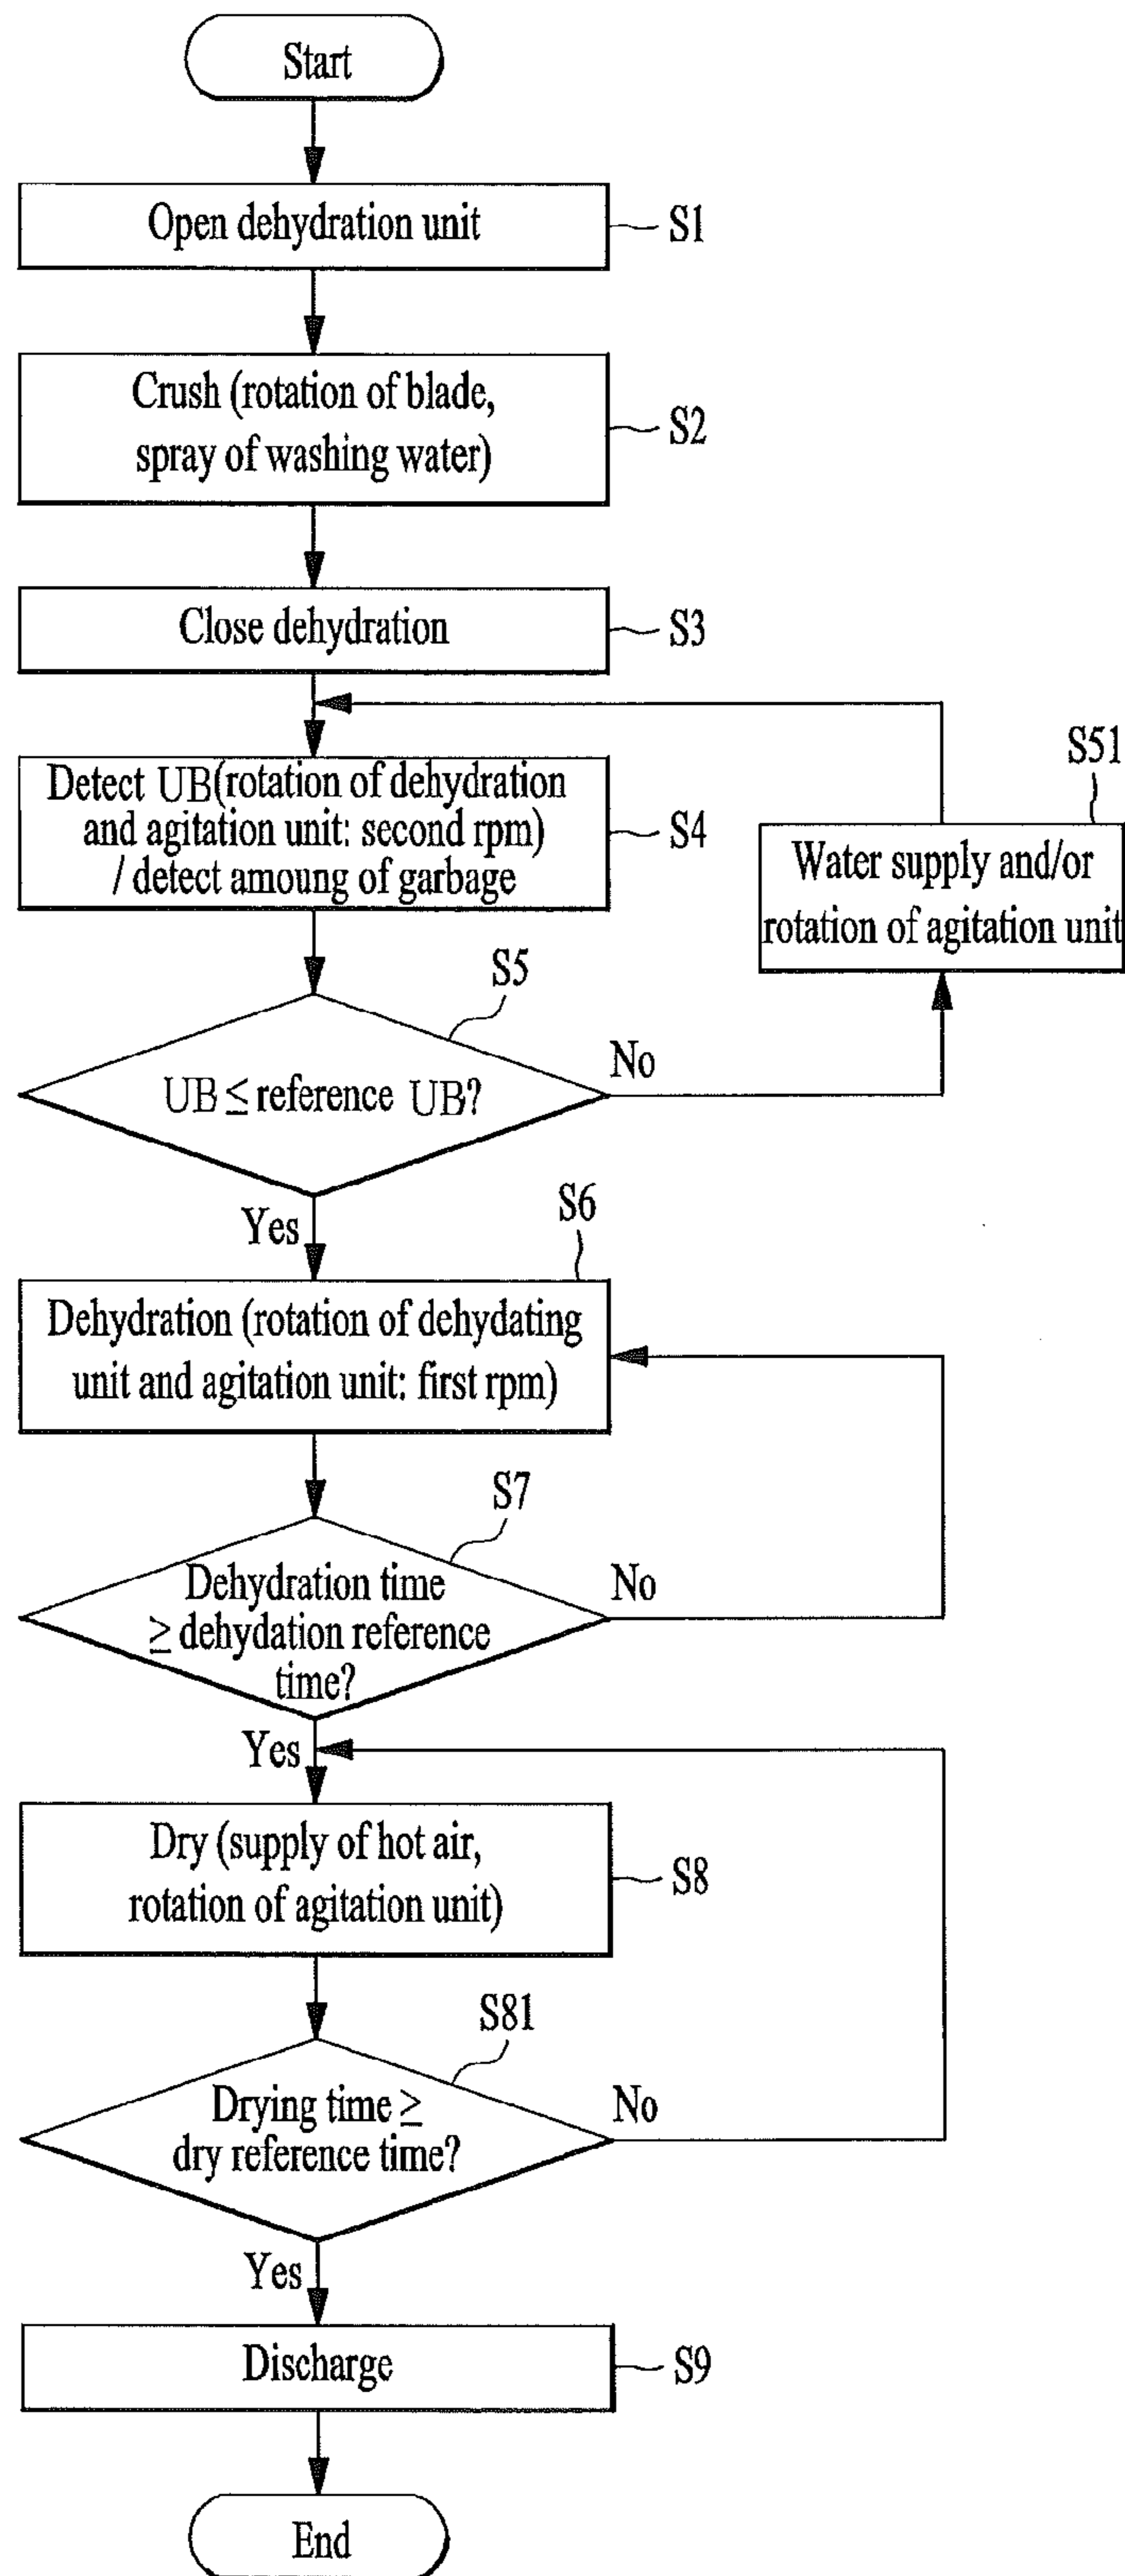 Start
Open dehydration unit
S1
Crush (rotation of blade,
spray of washing water)
S2
Close dehydration
S3
Detect UB(rotation of dehydration
and agitation unit: second rpm)
/ detect amoung of garbage
S4
S51
Water supply and/or
rotation of agitation unit
S5
UB ≤ reference UB?
No
Yes
S6
Dehydration (rotation of dehydating
unit and agitation unit: first rpm)
S7
Dehydration time
≥ dehydation reference
time?
No
Yes
Dry (supply of hot air,
rotation of agitation unit)
S8
S81
Drying time ≥
dry reference time?
No
Yes
Discharge
S9
End